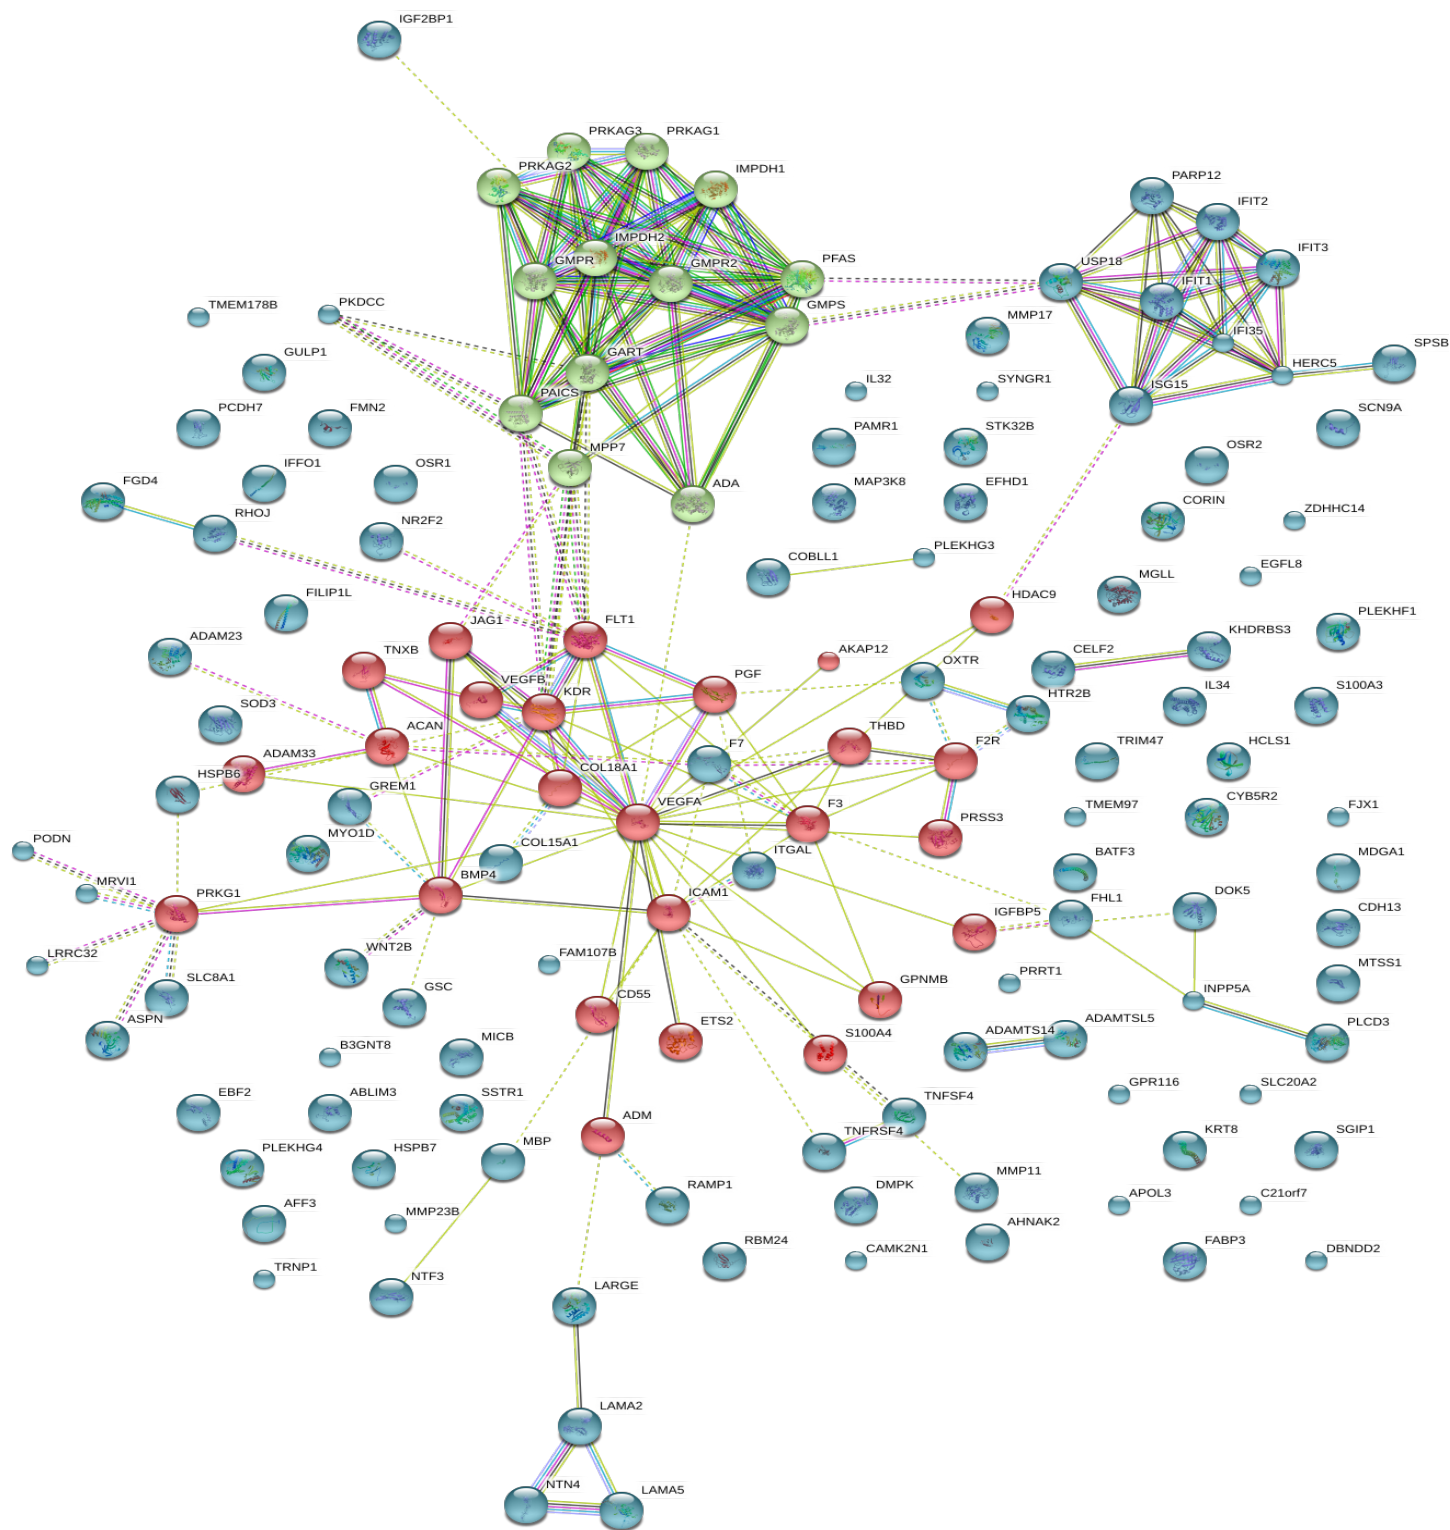 IGF2BP1
PRKAG3
PRKAG1
PRKAG2
IMPDH1
PARP12
IFIT2
IMPDH2
IFIT3
GMPR
GMPR2
PFAS
USP18
IFIT1
TMEM178B
PKDCC
GMPS
MMP17
IFI35
GULP1
GART
HERC5
SPSB
IL32
SYNGR1
ISG15
PAICS
PCDH7
FMN2
SCN9A
PAMR1
STK32B
MPP7
OSR2
IFFO1
OSR1
FGD4
ADA
MAP3K8
EFHD1
CORIN
RHOJ
NR2F2
ZDHHC14
COBLL1
PLEKHG3
MGLL
EGFL8
FILIP1L
HDAC9
JAG1
FLT1
PLEKHF1
ADAM23
TNXB
AKAP12
OXTR
KHDRBS3
CELF2
VEGFB
KDR
PGF
HTR2B
IL34
S100A3
SOD3
ACAN
THBD
F7
F2R
ADAM33
COL18A1
TRIM47
HCLS1
HSPB6
GREM1
VEGFA
F3
PRSS3
TMEM97
CYB5R2
FJX1
PODN
MYO1D
COL15A1
ITGAL
BATF3
MDGA1
MRVI1
PRKG1
BMP4
ICAM1
IGFBP5
FHL1
DOK5
CDH13
LRRC32
WNT2B
FAM107B
SLC8A1
GSC
CD55
GPNMB
PRRT1
INPP5A
MTSS1
ASPN
ETS2
S100A4
ADAMTS14
ADAMTSL5
PLCD3
B3GNT8
MICB
GPR116
SLC20A2
EBF2
ABLIM3
SSTR1
ADM
TNFSF4
TNFRSF4
PLEKHG4
HSPB7
MBP
KRT8
SGIP1
RAMP1
DMPK
MMP11
AFF3
MMP23B
APOL3
C21orf7
AHNAK2
TRNP1
NTF3
RBM24
CAMK2N1
FABP3
DBNDD2
LARGE
LAMA2
NTN4
LAMA5